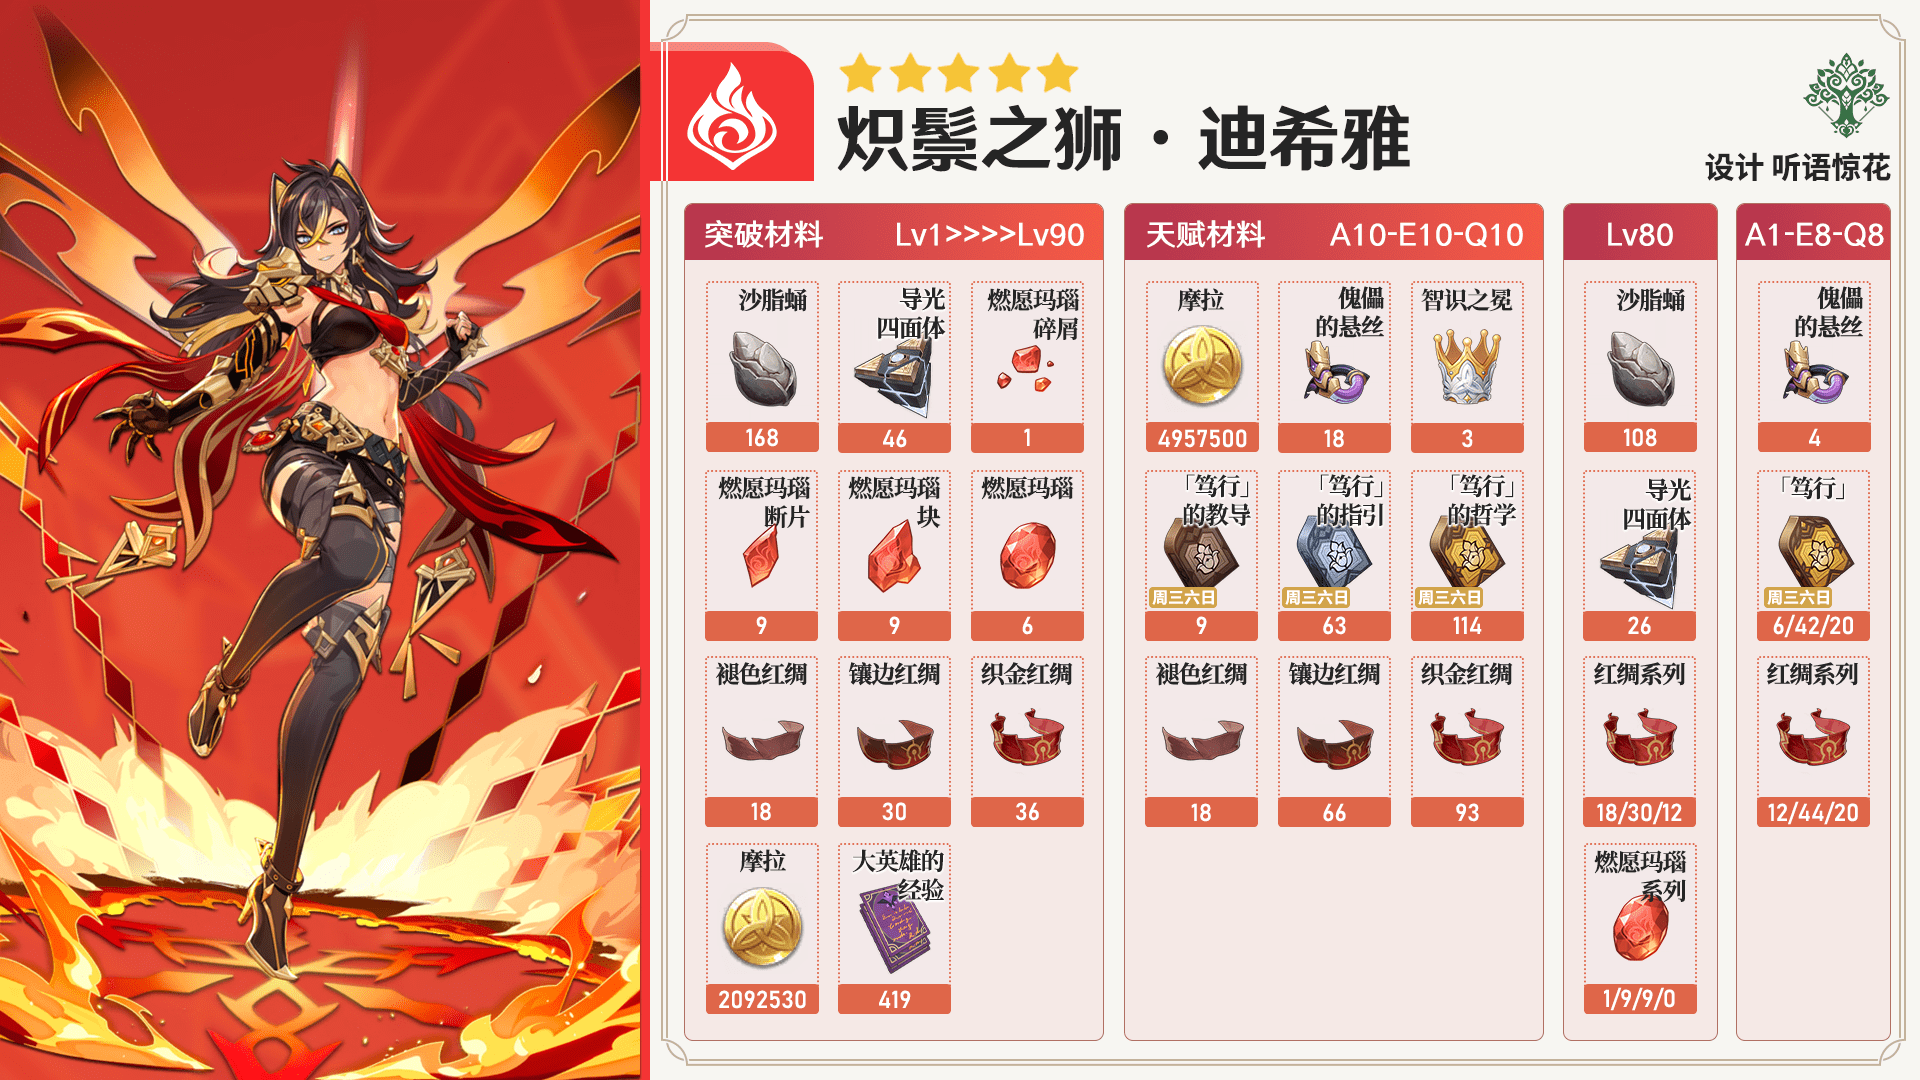 炽鬃之狮·迪希雅
设计 听语惊花
突破材料 Lv1>>>>Lv90
沙脂蛹
168
导光
四面体
46
燃愿玛瑙
碎屑
1
燃愿玛瑙
断片
9
燃愿玛瑙
块
9
燃愿玛瑙
6
褪色红绸
18
镶边红绸
30
织金红绸
36
摩拉
2092530
大英雄的
经验
419
天赋材料 A10-E10-Q10
摩拉
4957500
傀儡
的悬丝
18
智识之冕
3
「笃行」
的教导
周三六日
9
「笃行」
的指引
周三六日
63
「笃行」
的哲学
周三六日
114
褪色红绸
18
镶边红绸
66
织金红绸
93
Lv80
沙脂蛹
108
导光
四面体
26
红绸系列
18/30/12
燃愿玛瑙
系列
1/9/9/0
A1-E8-Q8
傀儡
的悬丝
4
「笃行」
周三六日
6/42/20
红绸系列
12/44/20